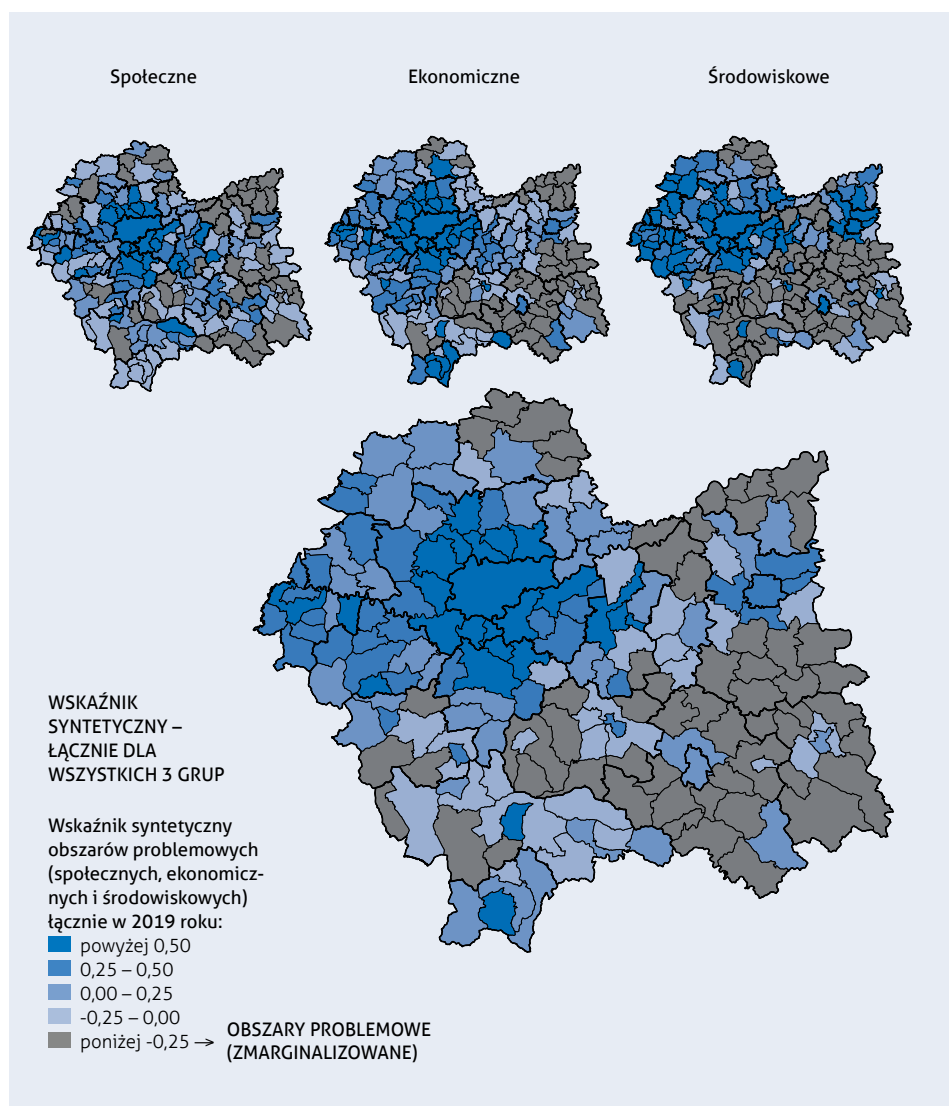 Społeczne
Ekonomiczne
Środowiskowe
WSKAŹNIK
SYNTETYCZNY –
ŁĄCZNIE DLA
WSZYSTKICH 3 GRUP
Wskaźnik syntetyczny
obszarów problemowych
(społecznych, ekonomicz-
nych i środowiskowych)
łącznie w 2019 roku:
powyżej 0,50
0,25 – 0,50
0,00 – 0,25
-0,25 – 0,00
poniżej -0,25 →
OBSZARY PROBLEMOWE
(ZMARGINALIZOWANE)